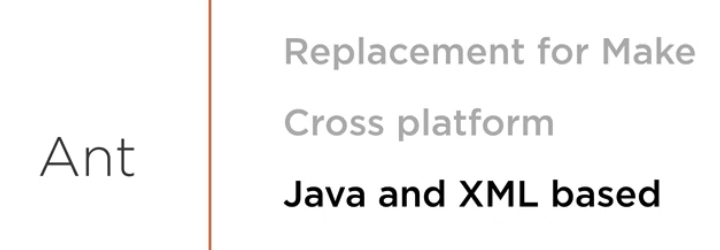 Ant
Replacement for Make
Cross platform
Java and XML based